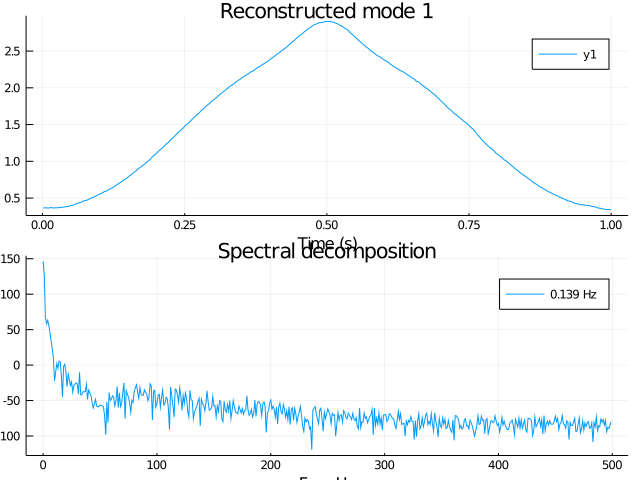 Reconstructed mode 1
y1
2.5
2.0
1.5
1.0
0.5
0.00 0.25 0.50 0.75 1.00
Time (s)
Spectral decomposition
0.139 Hz
150
100
50
0
-50
100
0 100 200 300 400 500